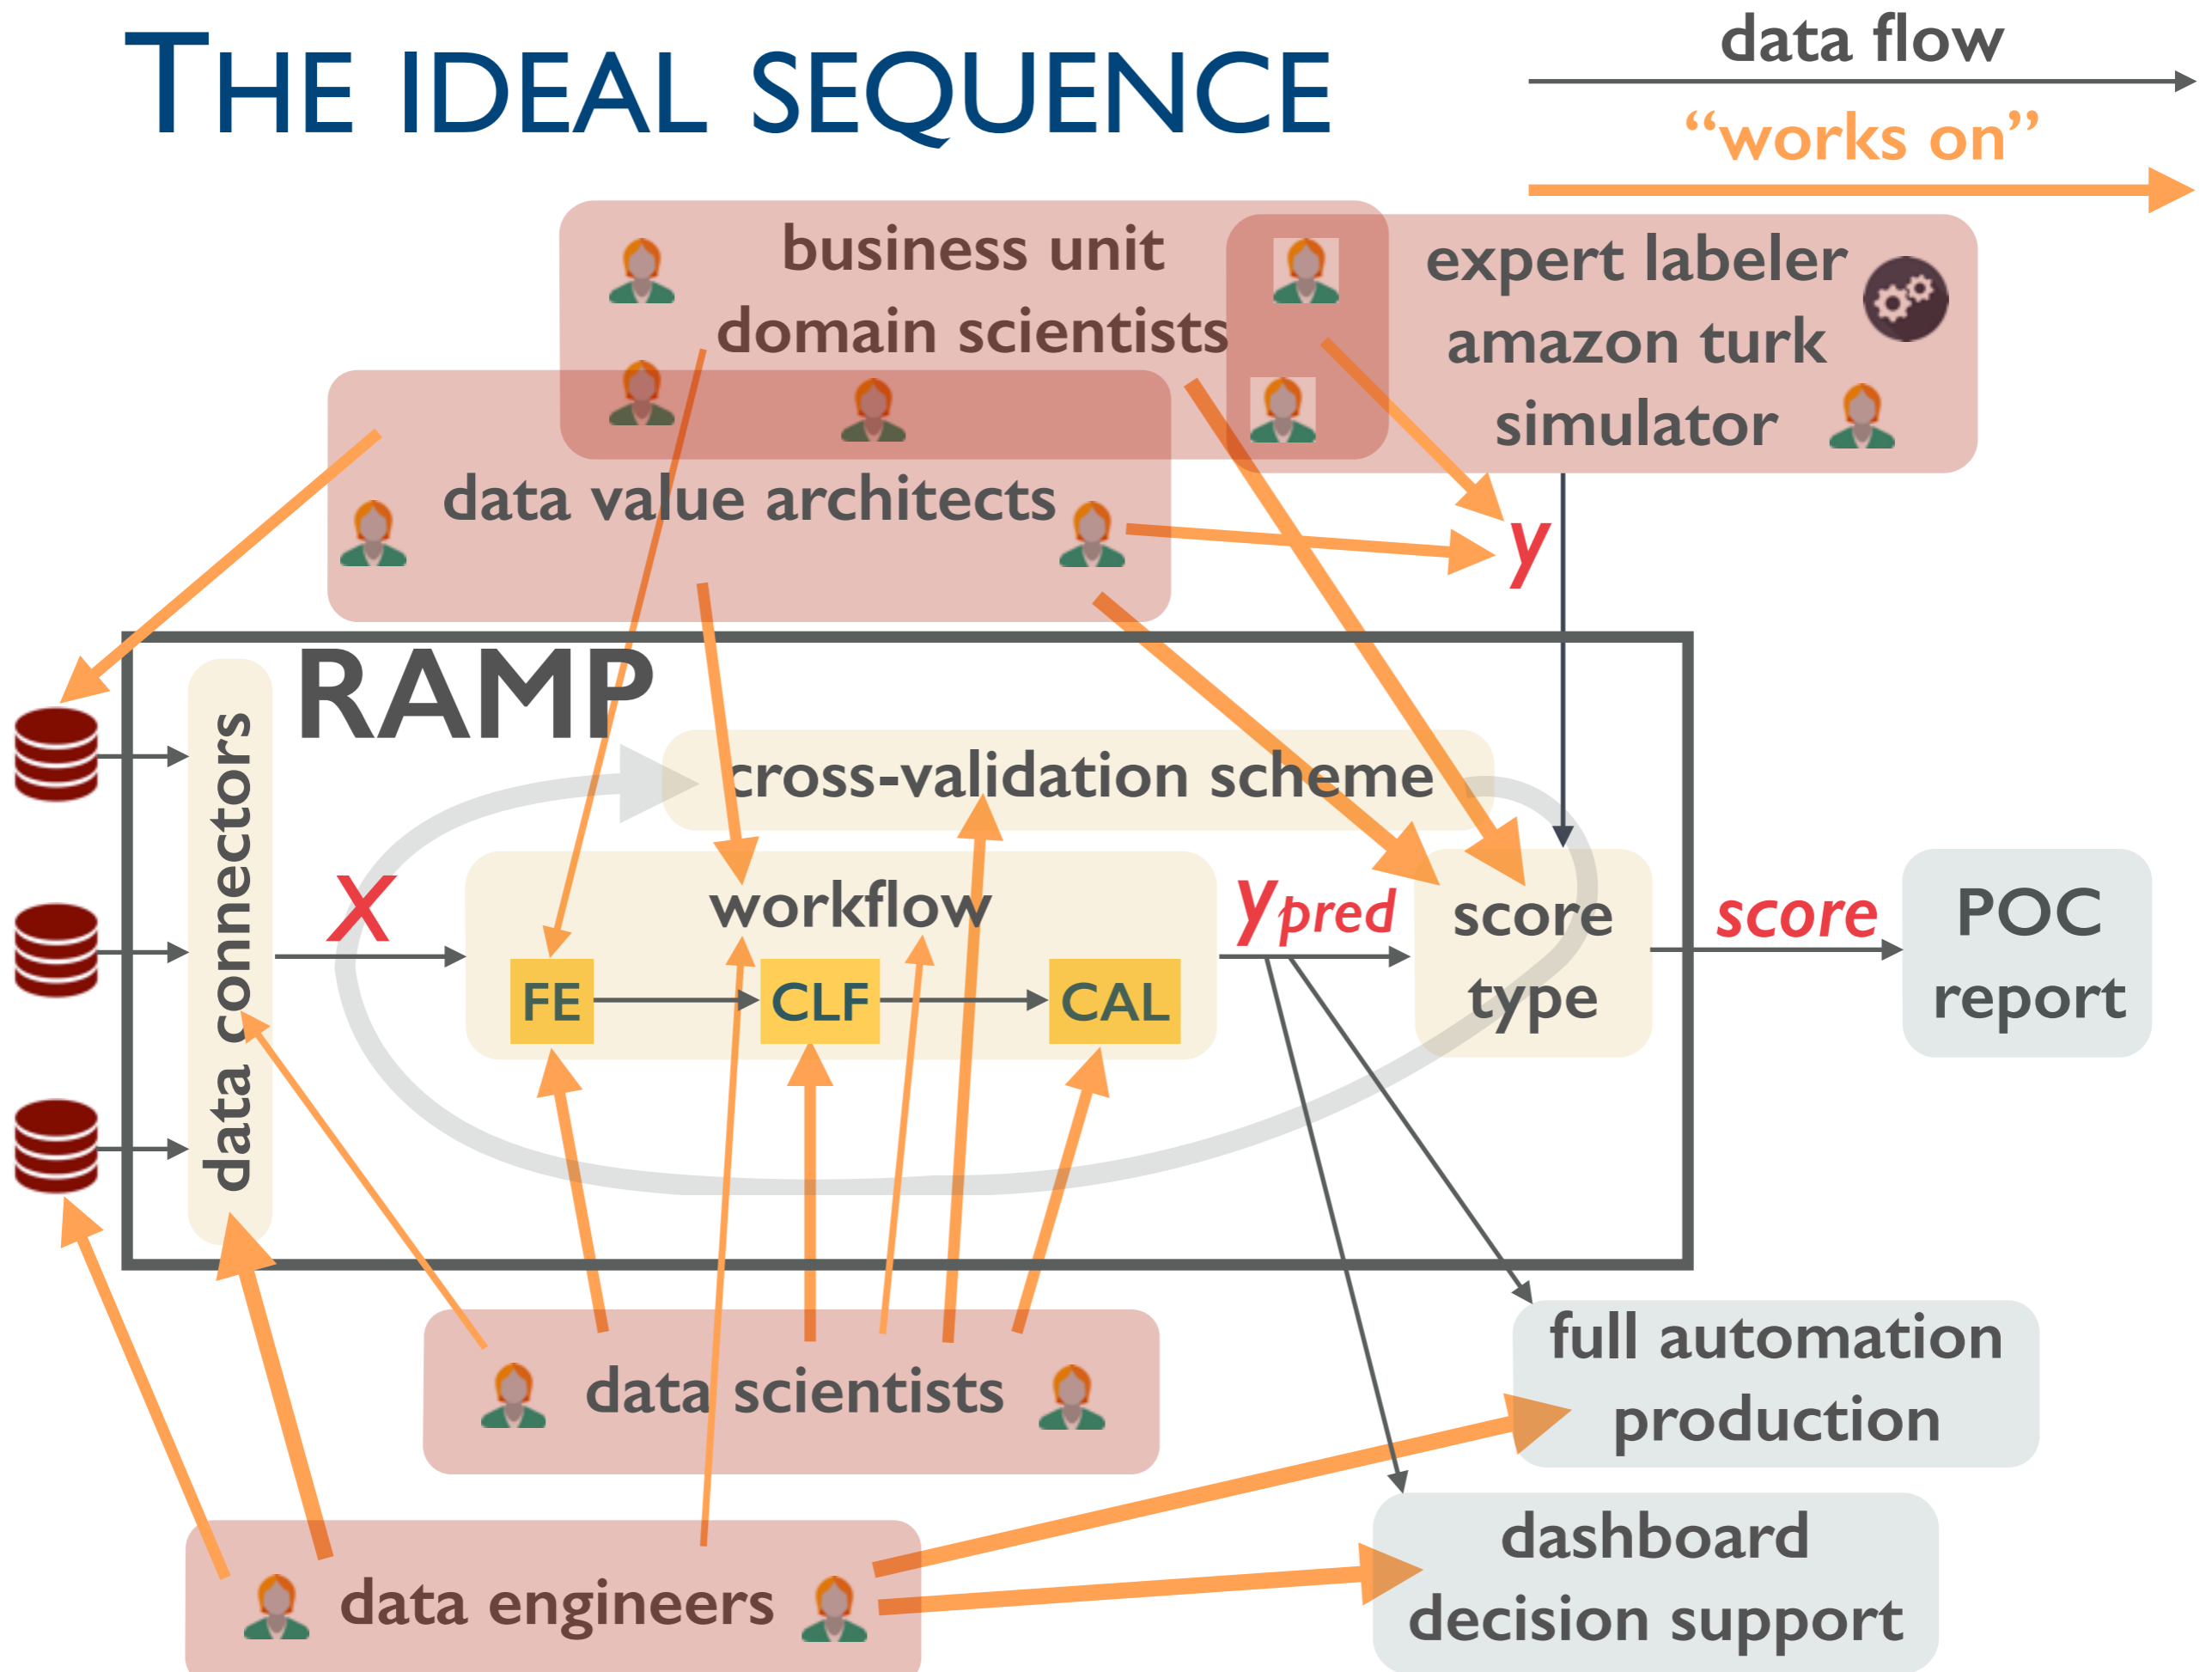 THE IDEAL SEQUENCE
data flow
“works on”
business unit
domain scientists
expert labeler
amazon turk
simulator
data value architects
y
RAMP
data connectors
cross-validation scheme
X
workflow
FE
CLF
CAL
ypred
score
type
score
POC
report
full automation
production
data scientists
dashboard
decision support
data engineers